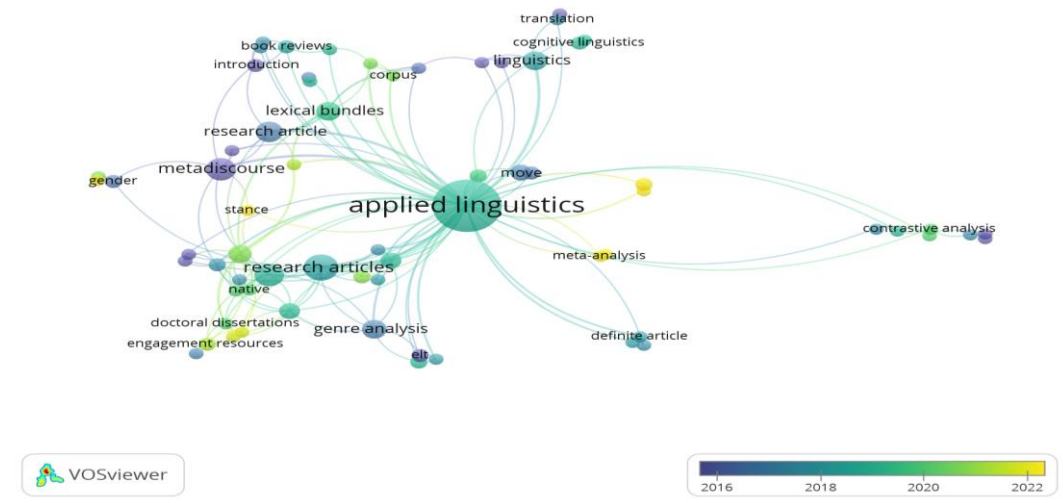 translation
cognitive linguistics
book reviews
linguistics
introduction
corpus
lexical bundles
research article
metadiscourse
move
gender
applied linguistics
stance
contrastive analysis
meta-analysis
research articles
native
doctoral dissertations
genre analysis
definite article
engagement resources
elt
VOSviewer
2016 2018 2020 2022